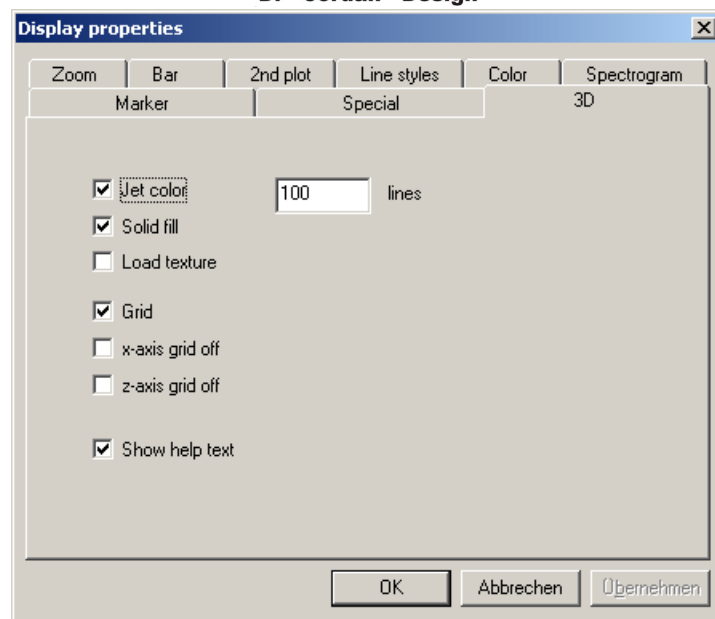 Display properties
Zoom Bar 2nd plot Line styles Color Spectrogram
Marker Special 3D
Jet color 100 lines
Solid fill
Load texture
Grid
x-axis grid off
z-axis grid off
Show help text
OK Abbrechen Übernehmen